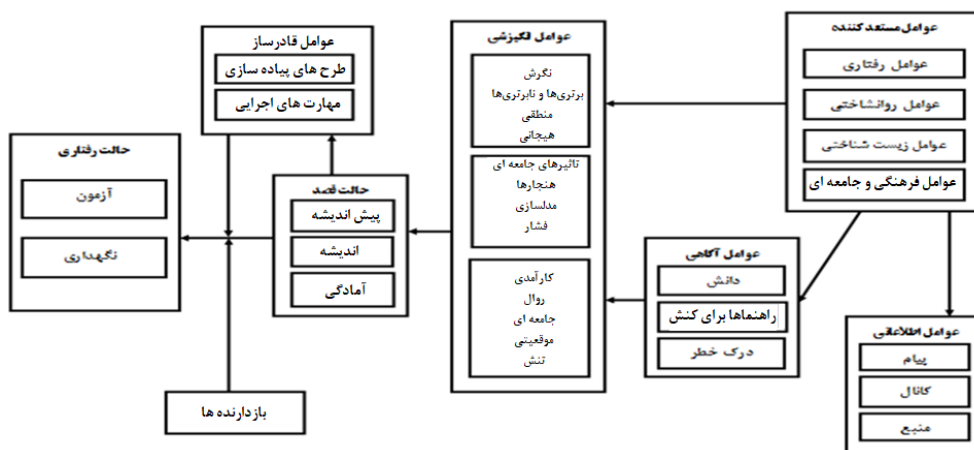 عوامل مستعد کننده
عوامل رفتاری
عوامل روانشاختی
عوامل زیست شناختی
عوامل فرهنگی و جامعه ای
عوامل اطلاعاتی
پیام
کانال
منبع
عوامل آگاهی
دانش
راهنماها برای کنش
درک خطر
عوامل انگیزشی
نگرش
برتری‌ها و نابرتری‌ها
منطقی
هیجانی
تاثیرهای جامعه ای
هنجارها
مدلسازی
فشار
کارآمدی
روال
جامعه ای
موقعیتی
تنش
عوامل قادرساز
طرح های پیاده سازی
مهارت های اجرایی
حالت قصد
پیش اندیشه
اندیشه
آمادگی
حالت رفتاری
آزمون
نگهداری
بازدارنده ها